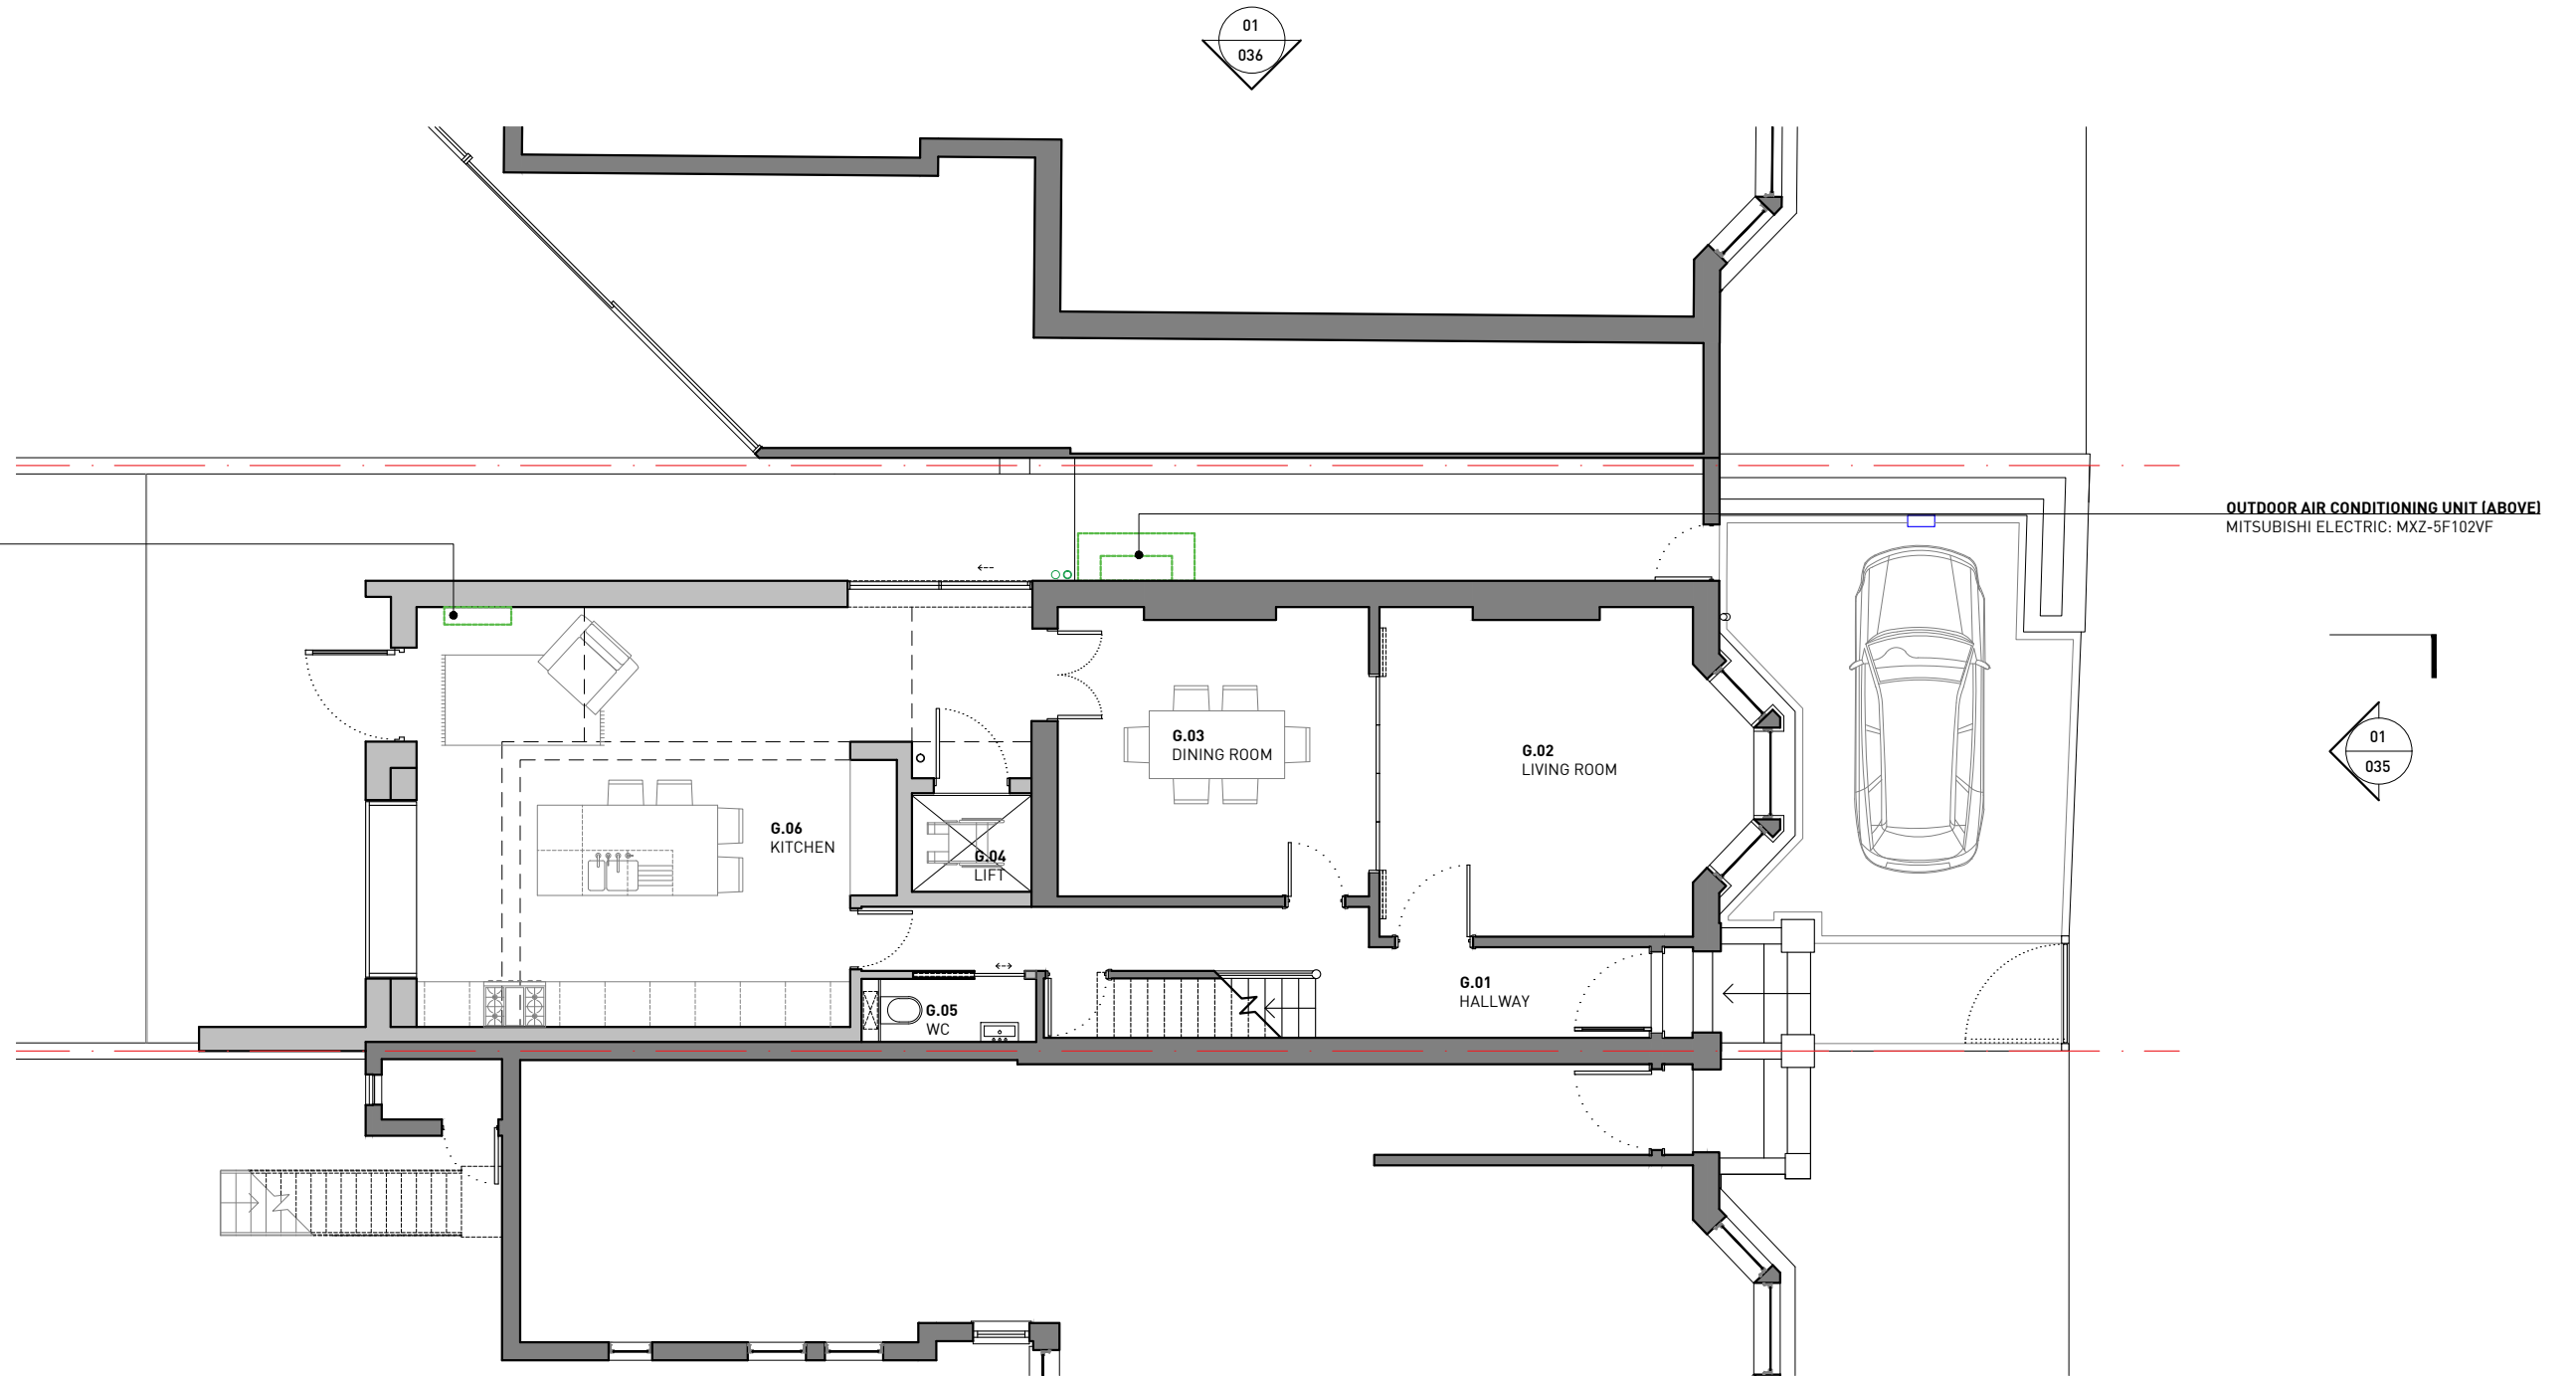 01
036
OUTDOOR AIR CONDITIONING UNIT (ABOVE)
MITSUBISHI ELECTRIC: MXZ-5F102VF
G.03
DINING ROOM
G.02
LIVING ROOM
01
035
G.06
KITCHEN
G.04
LIFT
G.05
WC
G.01
HALLWAY